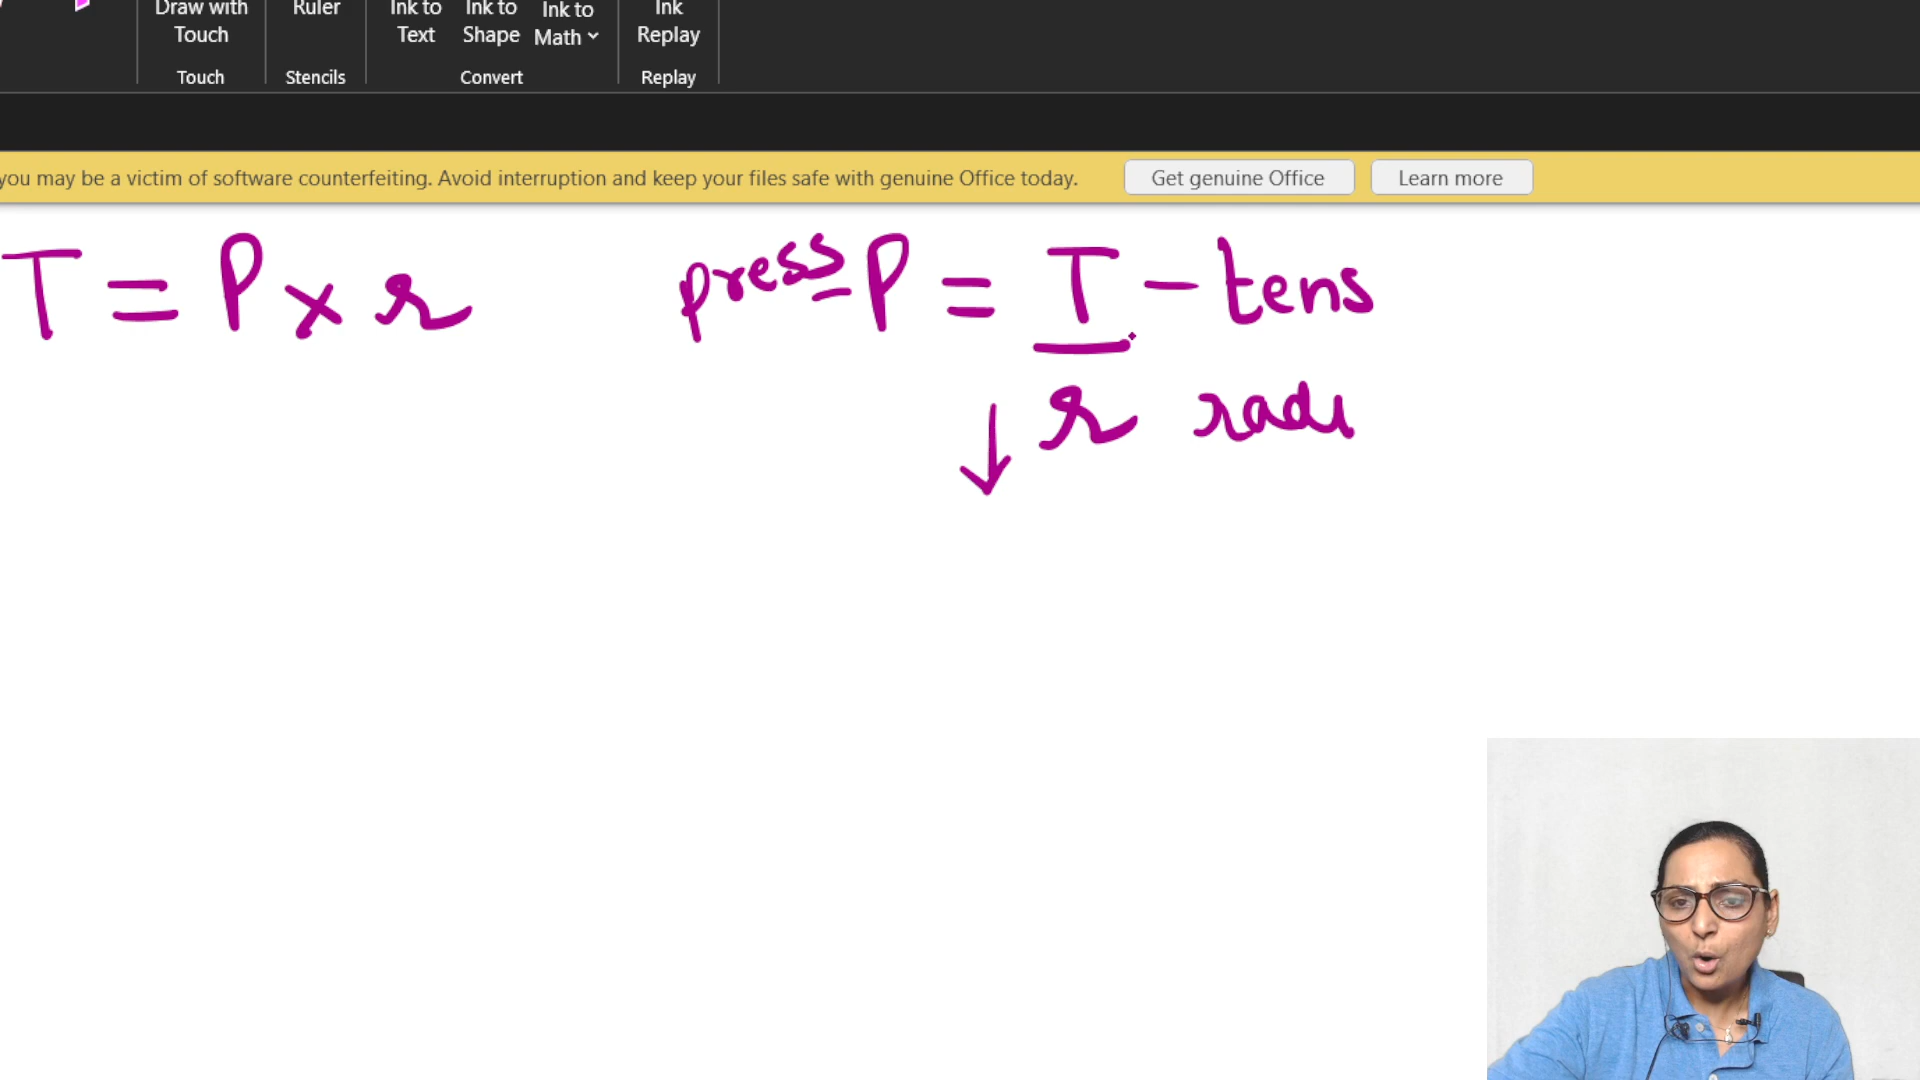 Draw with Touch
Ruler
Ink to Text
Ink to Shape
Ink to Math
Ink Replay
Touch
Stencils
Convert
Replay
you may be a victim of software counterfeiting. Avoid interruption and keep your files safe with genuine Office today.
Get genuine Office
Learn more
T = P × r
press P = T - tens
r radi